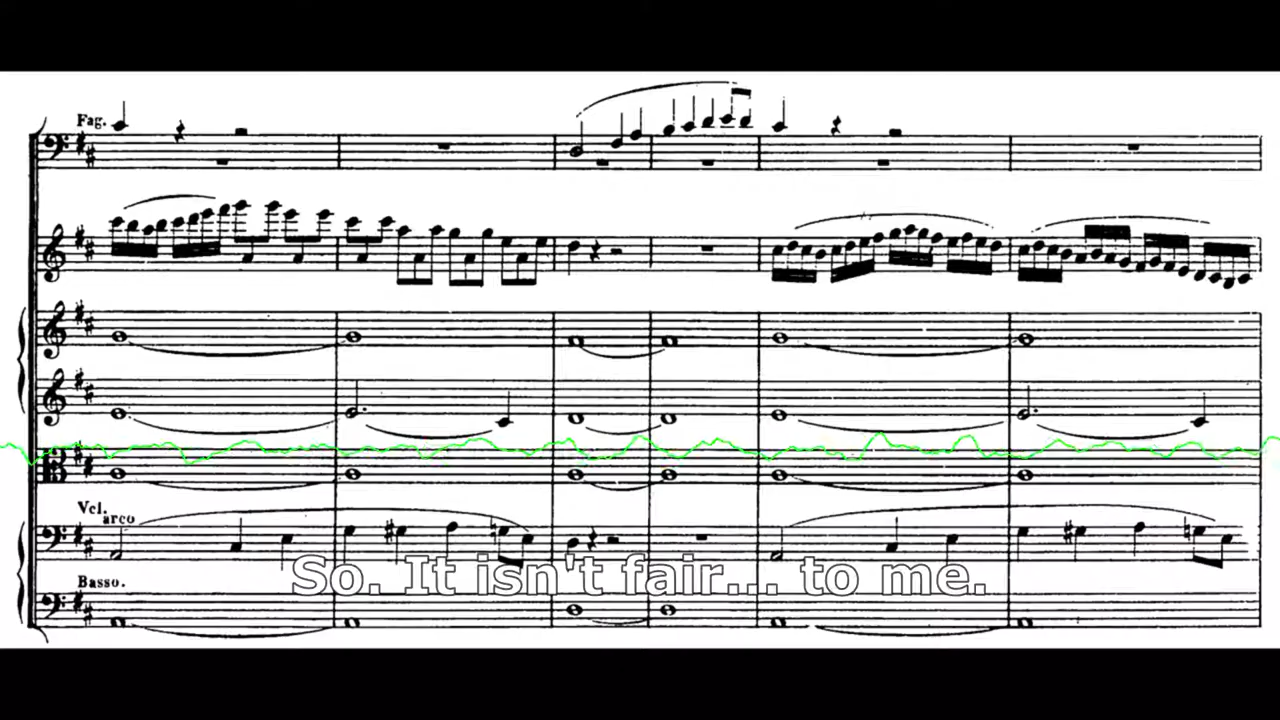 Fag.
Vcl.
arco
Basso.
So. It isn't fair... to me.